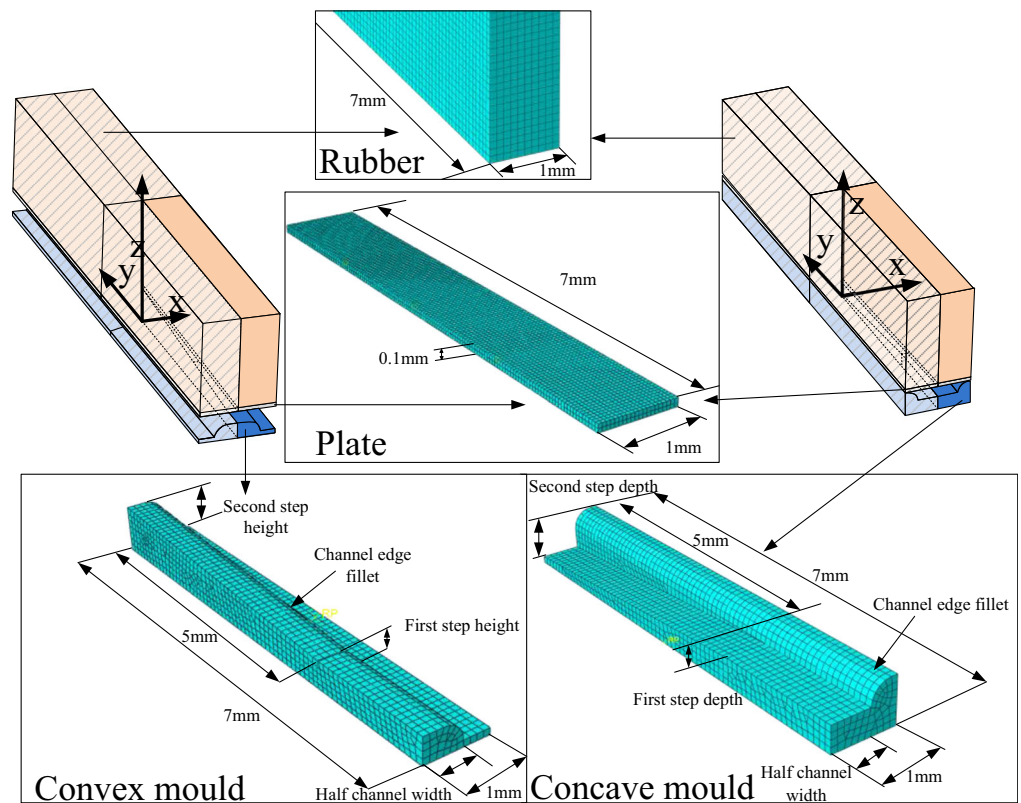 7mm
1mm
Rubber
z
y
x
z
y
x
7mm
0.1mm
1mm
Plate
Second step
height
Channel edge
fillet
RP
First step height
5mm
7mm
Half channel width
1mm
Convex mould
Second step depth
5mm
7mm
Channel edge fillet
RP
First step depth
Half channel
width
1mm
Concave mould